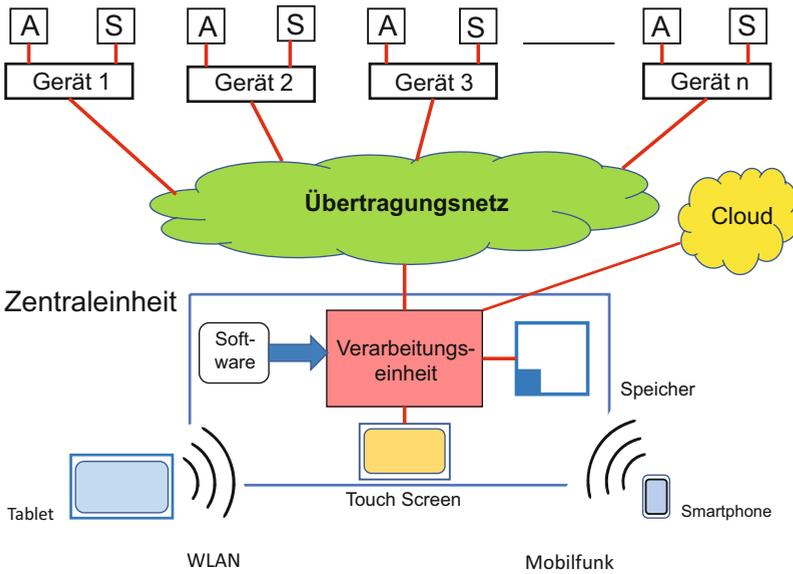 A S A S A S A S
Gerät 1 Gerät 2 Gerät 3 Gerät n
Übertragungsnetz
Cloud
Zentraleinheit
Soft-
ware
Verarbeitungs-
einheit
Speicher
Touch Screen
Tablet
Smartphone
WLAN
Mobilfunk